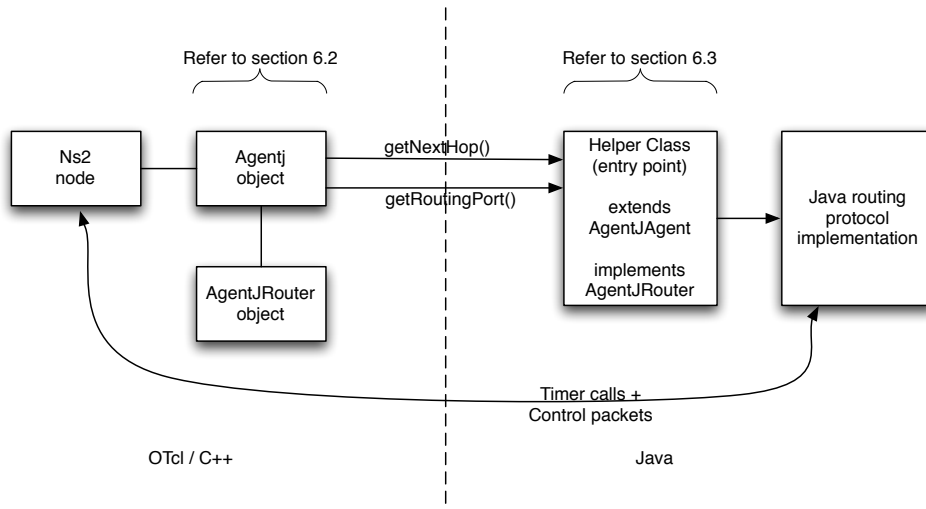 Refer to section 6.2
Refer to section 6.3
Ns2
node
Agentj
object
getNextHop()
getRoutingPort()
Helper Class
(entry point)
extends
AgentJAgent
implements
AgentJRouter
Java routing
protocol
implementation
AgentJRouter
object
Timer calls +
Control packets
OTcl / C++
Java